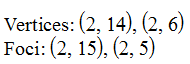 Vertices: (2, 14), (2, 6)
Foci: (2, 15), (2, 5)